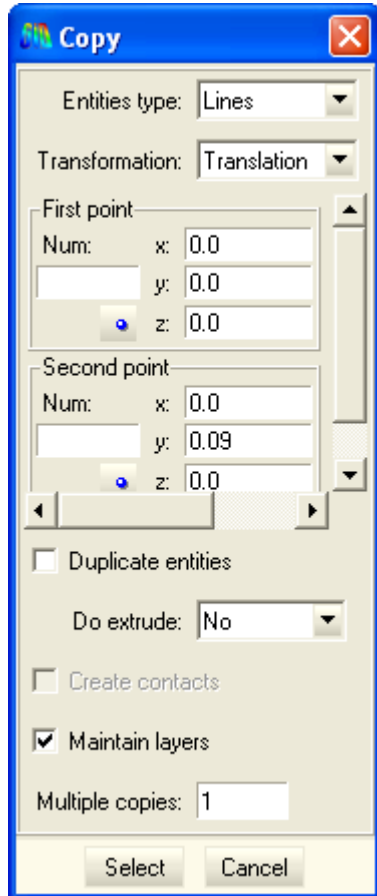 Copy
Entities type: Lines
Transformation: Translation
First point
Num: x: 0.0
y: 0.0
z: 0.0
Second point
Num: x: 0.0
y: 0.09
z: 0.0
Duplicate entities
Do extrude: No
Create contacts
Maintain layers
Multiple copies: 1
Select Cancel